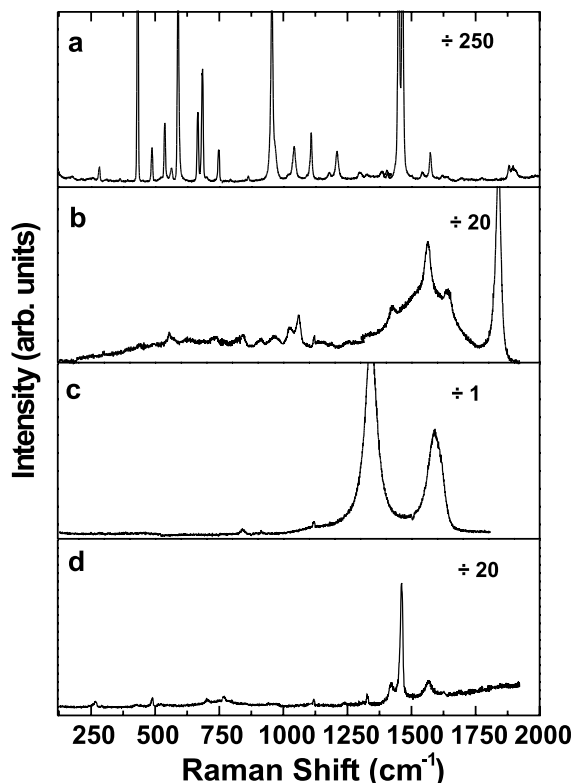 a
÷ 250
b
÷ 20
c
÷ 1
d
÷ 20
Intensity (arb. units)
250 500 750 1000 1250 1500 1750 2000
Raman Shift (cm⁻¹)